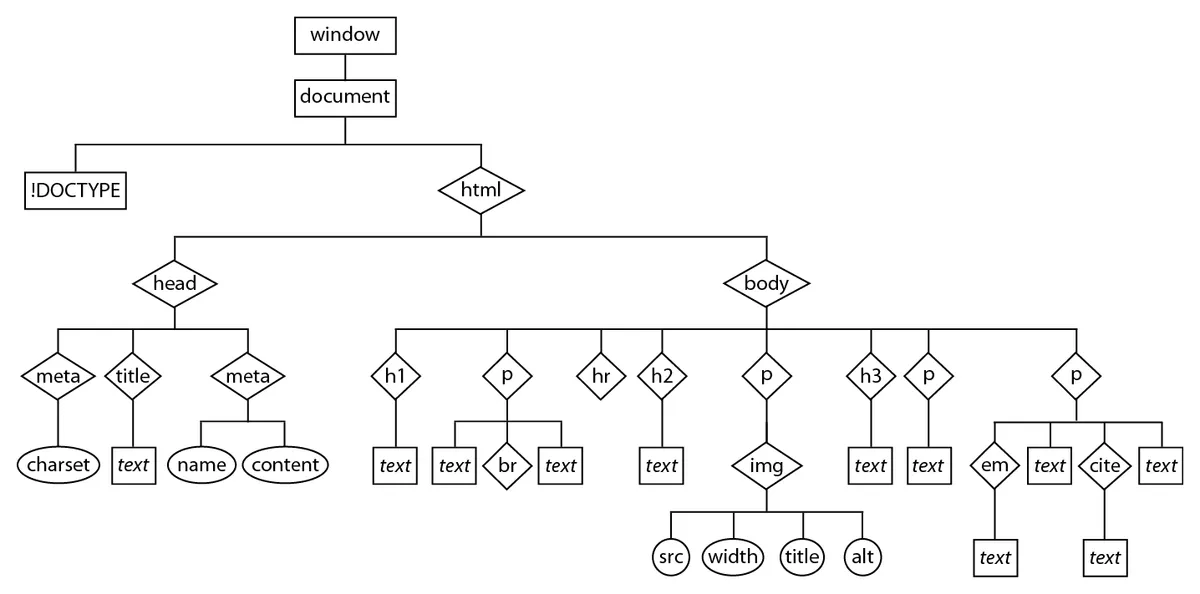 window
document
!DOCTYPE
html
head
body
meta
title
meta
h1
p
hr
h2
p
h3
p
p
charset
text
name
content
text
text
br
text
text
img
text
text
em
text
cite
text
src
width
title
alt
text
text